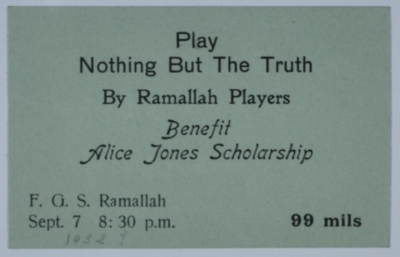 Play
Nothing But The Truth
By Ramallah Players
Benefit
Alice Jones Scholarship
F. G. S. Ramallah
Sept. 7 8:30 p.m.
99 mils
1932 ?